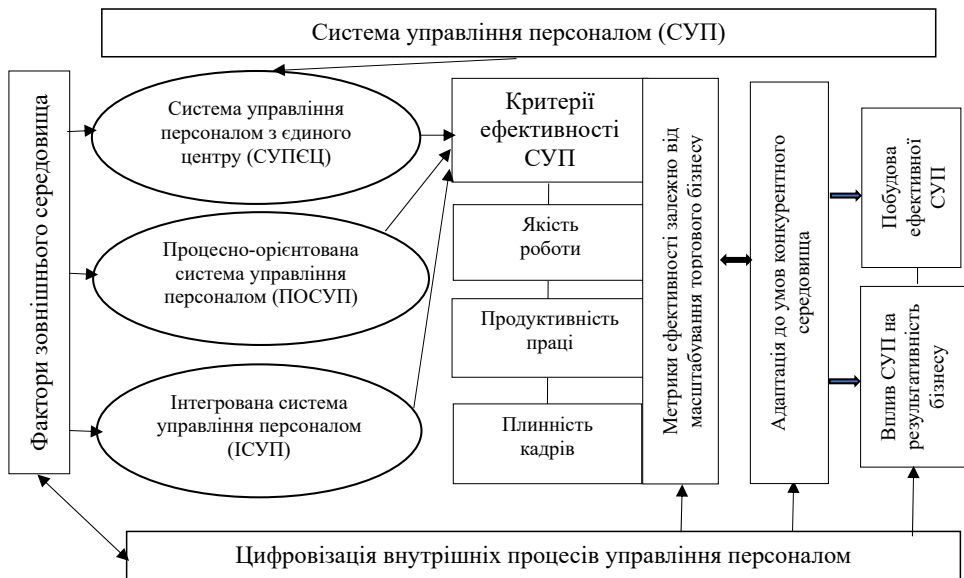 Система управління персоналом (СУП)
Фактори зовнішнього середовища
Система управління
персоналом з єдиного
центру (СУПЄЦ)
Процесно-орієнтована
система управління
персоналом (ПОСУП)
Інтегрована система
управління персоналом
(ІСУП)
Критерії
ефективності
СУП
Якість
роботи
Продуктивність
праці
Плинність
кадрів
Метрики ефективності залежно від
масштабування торгового бізнесу
Адаптація до умов конкурентного
середовища
Побудова
ефективної
СУП
Вплив СУП на
результативність
бізнесу
Цифровізація внутрішніх процесів управління персоналом